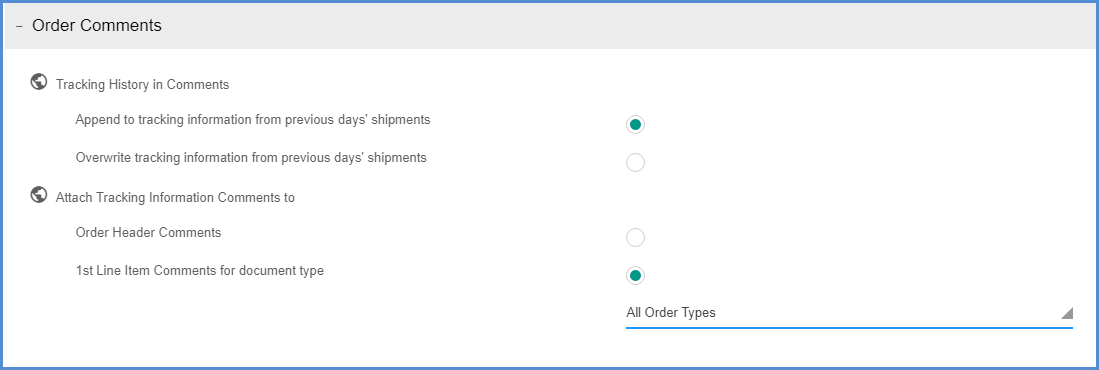 − Order Comments
Tracking History in Comments
Append to tracking information from previous days' shipments
Overwrite tracking information from previous days' shipments
Attach Tracking Information Comments to
Order Header Comments
1st Line Item Comments for document type
All Order Types